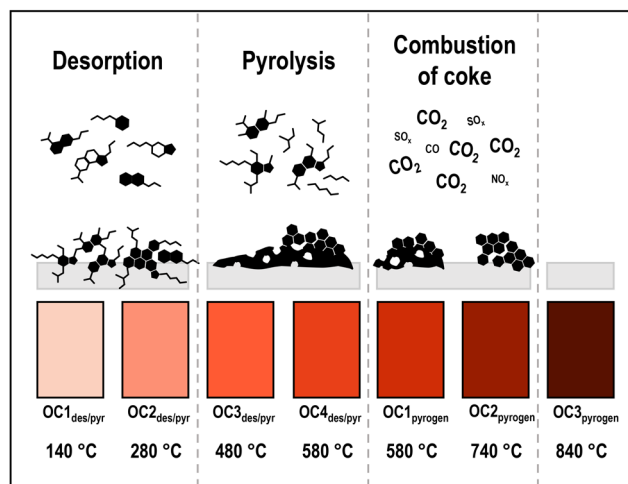 Desorption
Pyrolysis
Combustion
of coke
CO₂
SOₓ
SOₓ
CO
CO₂
CO₂
CO₂
CO₂
NOₓ
OC1des/pyr
OC2des/pyr
OC3des/pyr
OC4des/pyr
OC1pyrogen
OC2pyrogen
OC3pyrogen
140 °C
280 °C
480 °C
580 °C
580 °C
740 °C
840 °C